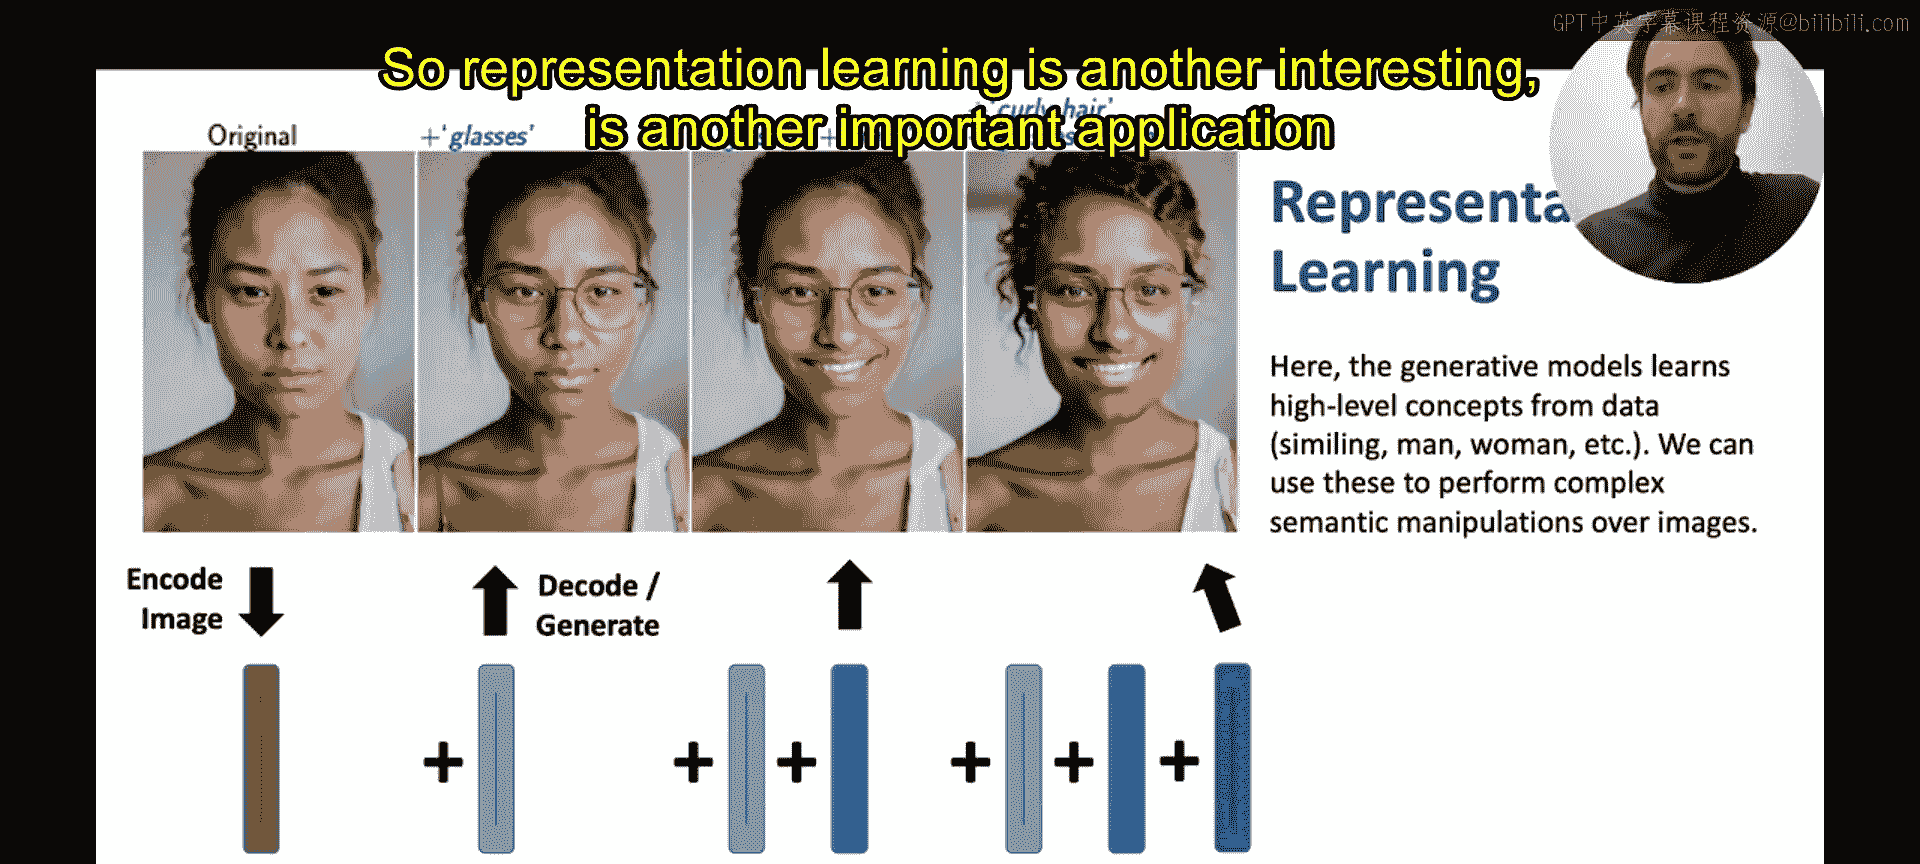 GPT中英字幕课程资源@bilibili.com
So representation learning is another interesting,
is another important application
Original
+'glasses'
+'curly hair'
Representa
Learning
Here, the generative models learns
high-level concepts from data
(similing, man, woman, etc.). We can
use these to perform complex
semantic manipulations over images.
Encode
Image
Decode /
Generate
+
+ +
+ + +